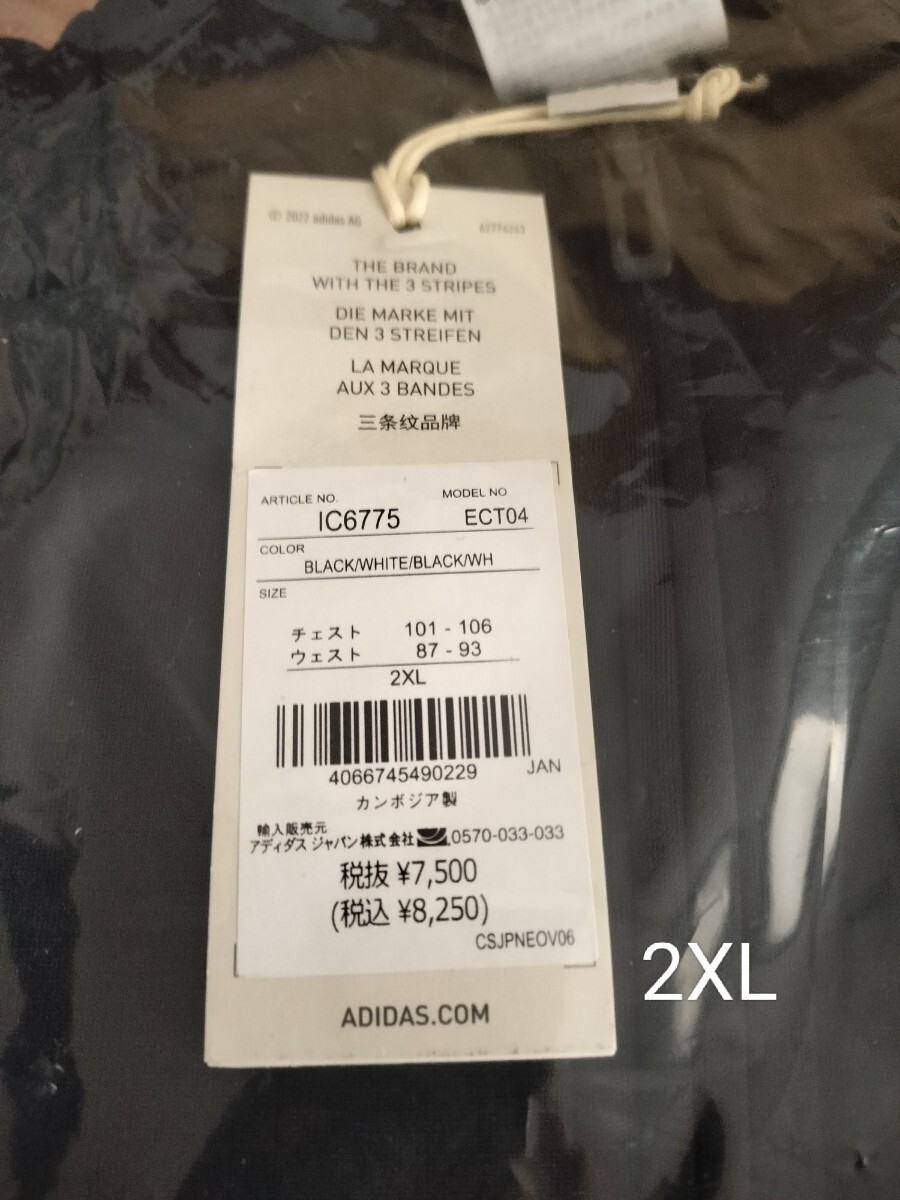 © 2022 adidas AG
THE BRAND
WITH THE 3 STRIPES
DIE MARKE MIT
DEN 3 STREIFEN
LA MARQUE
AUX 3 BANDES
三条纹品牌
ARTICLE NO. MODEL NO
IC6775 ECT04
COLOR
BLACK/WHITE/BLACK/WH
SIZE
チェスト 101 - 106
ウェスト 87 - 93
2XL
4066745490229 JAN
カンボジア製
輸入販売元
アディダス ジャパン株式会社 0570-033-033
税抜 ¥7,500
(税込 ¥8,250)
CSJPNEOV06
2XL
ADIDAS.COM